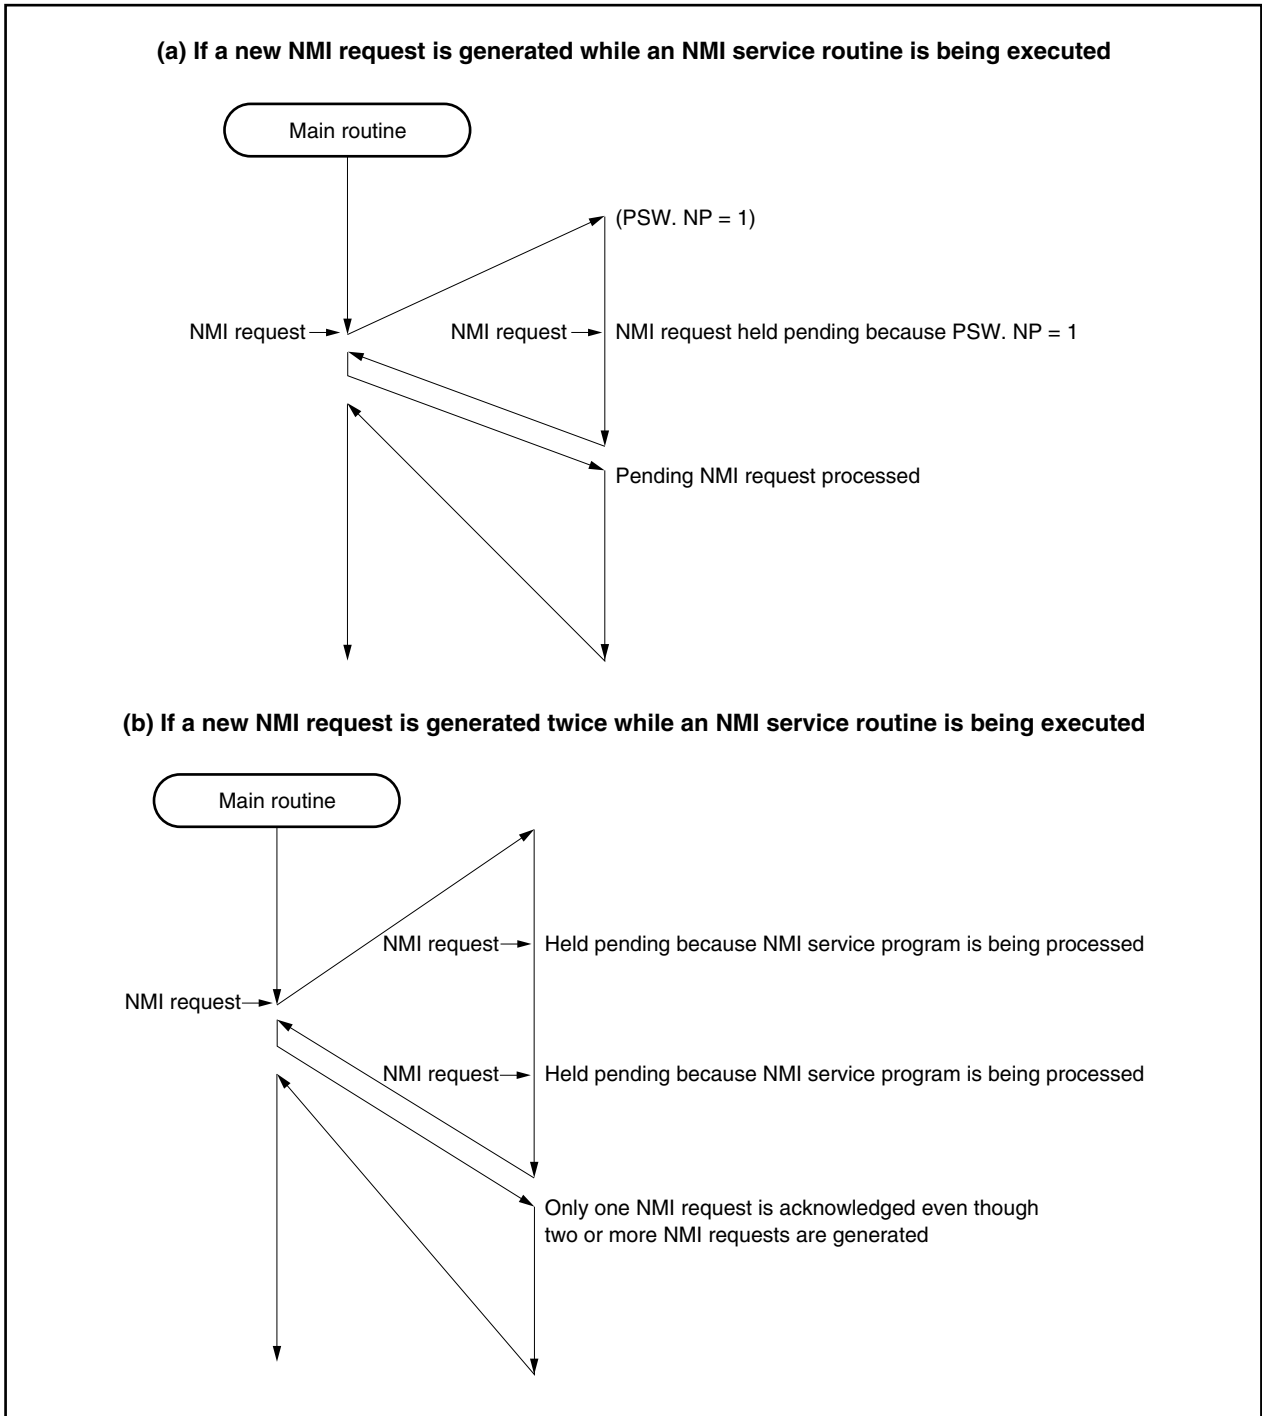 (a) If a new NMI request is generated while an NMI service routine is being executed
Main routine
(PSW. NP = 1)
NMI request
NMI request
NMI request held pending because PSW. NP = 1
Pending NMI request processed
(b) If a new NMI request is generated twice while an NMI service routine is being executed
Main routine
NMI request
Held pending because NMI service program is being processed
NMI request
NMI request
Held pending because NMI service program is being processed
Only one NMI request is acknowledged even though
two or more NMI requests are generated